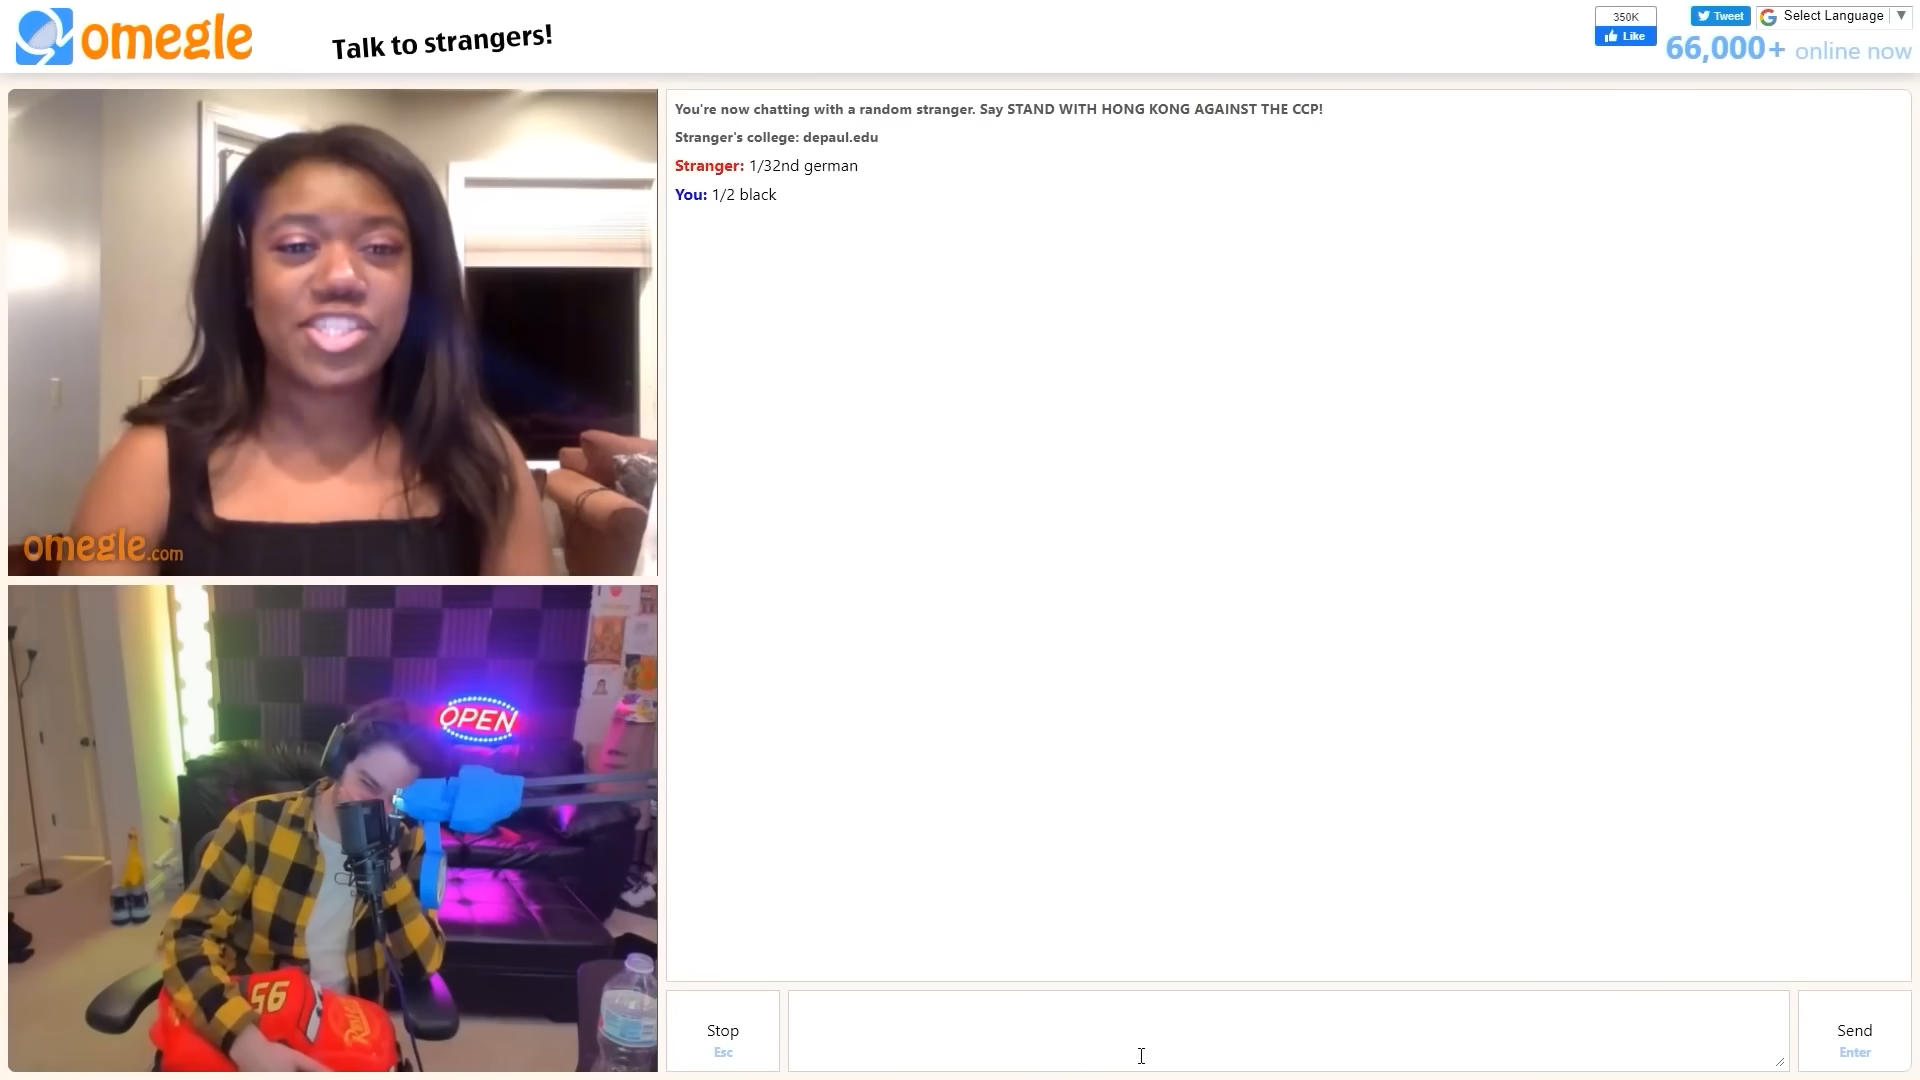 omegle
Talk to strangers!
350K
Like
Tweet
Select Language
66,000+ online now
You're now chatting with a random stranger. Say STAND WITH HONG KONG AGAINST THE CCP!
Stranger's college: depaul.edu
Stranger: 1/32nd german
You: 1/2 black
omegle.com
OPEN
95
Stop
Esc
Send
Enter